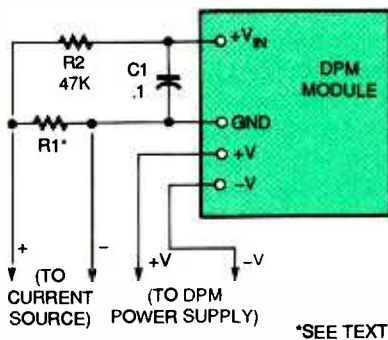 R2
47K
C1
.1
R1*
+VIN
DPM
MODULE
GND
+V
-V
+
-
(TO
CURRENT
SOURCE)
+V
-V
(TO DPM
POWER SUPPLY)
*SEE TEXT